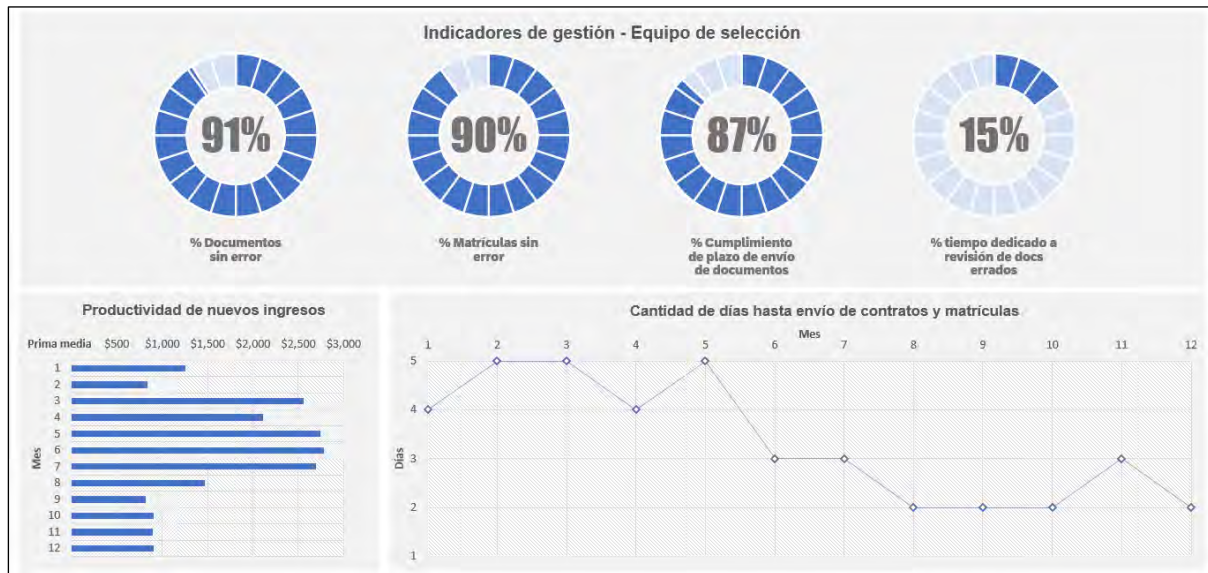 Indicadores de gestión - Equipo de selección
91%
90%
87%
15%
% Documentos
sin error
% Matrículas sin
error
% Cumplimiento
de plazo de envío
de documentos
% tiempo dedicado a
revisión de docs
errados
Productividad de nuevos ingresos
Prima media $500 $1,000 $1,500 $2,000 $2,500 $3,000
Mes
1
2
3
4
5
6
7
8
9
10
11
12
Cantidad de días hasta envío de contratos y matrículas
Mes
1 2 3 4 5 6 7 8 9 10 11 12
Días
5
4
3
2
1